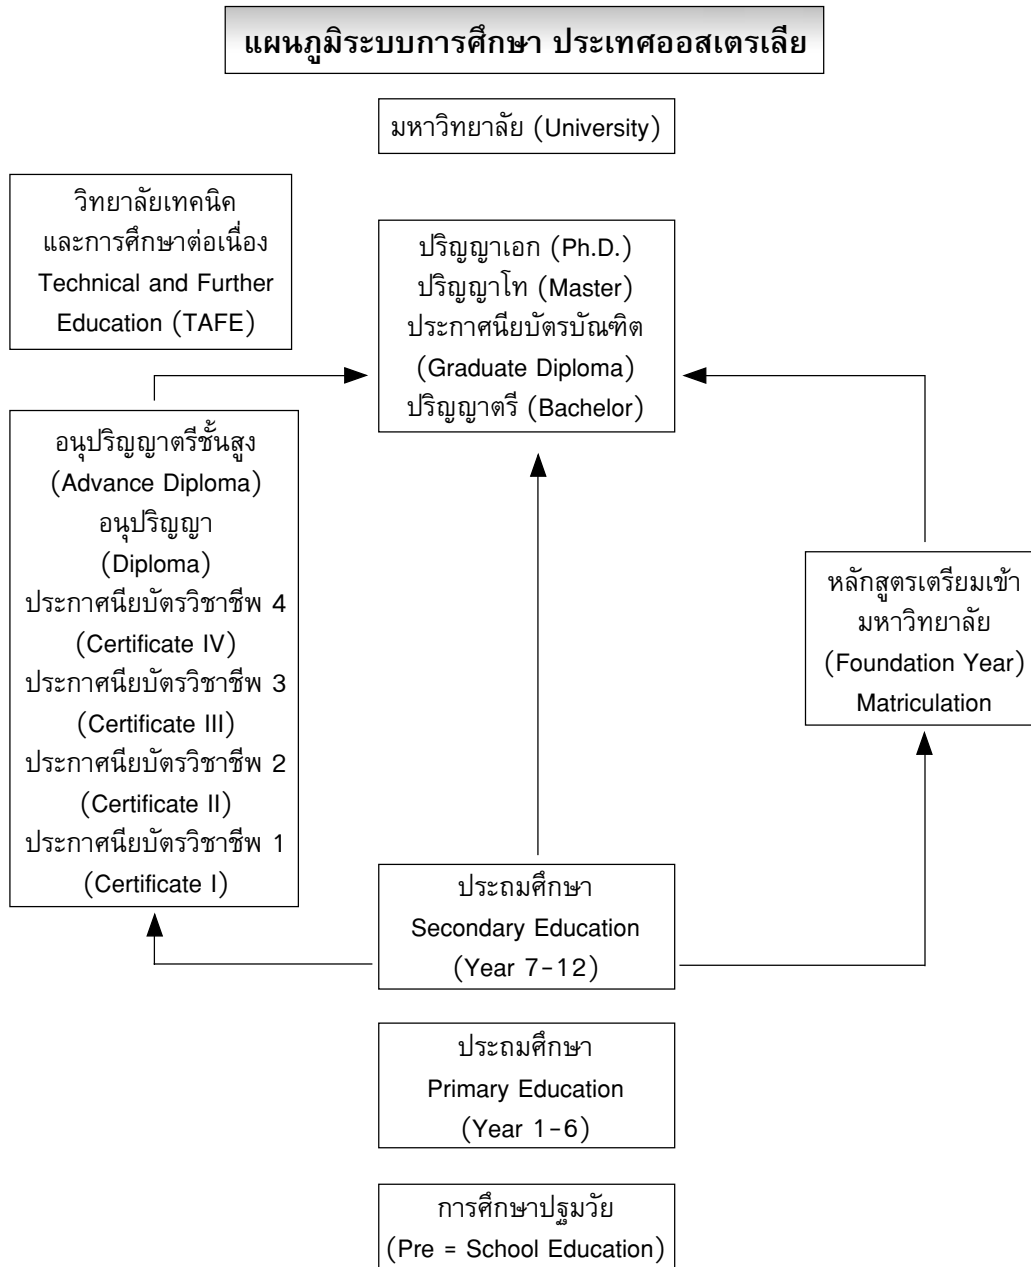 แผนภูมิระบบการศึกษา ประเทศออสเตรเลีย
มหาวิทยาลัย (University)
วิทยาลัยเทคนิค
และการศึกษาต่อเนื่อง
Technical and Further
Education (TAFE)
ปริญญาเอก (Ph.D.)
ปริญญาโท (Master)
ประกาศนียบัตรบัณฑิต
(Graduate Diploma)
ปริญญาตรี (Bachelor)
อนุปริญญาตรีชั้นสูง
(Advance Diploma)
อนุปริญญา
(Diploma)
ประกาศนียบัตรวิชาชีพ 4
(Certificate IV)
ประกาศนียบัตรวิชาชีพ 3
(Certificate III)
ประกาศนียบัตรวิชาชีพ 2
(Certificate II)
ประกาศนียบัตรวิชาชีพ 1
(Certificate I)
หลักสูตรเตรียมเข้า
มหาวิทยาลัย
(Foundation Year)
Matriculation
ประถมศึกษา
Secondary Education
(Year 7-12)
ประถมศึกษา
Primary Education
(Year 1-6)
การศึกษาปฐมวัย
(Pre = School Education)